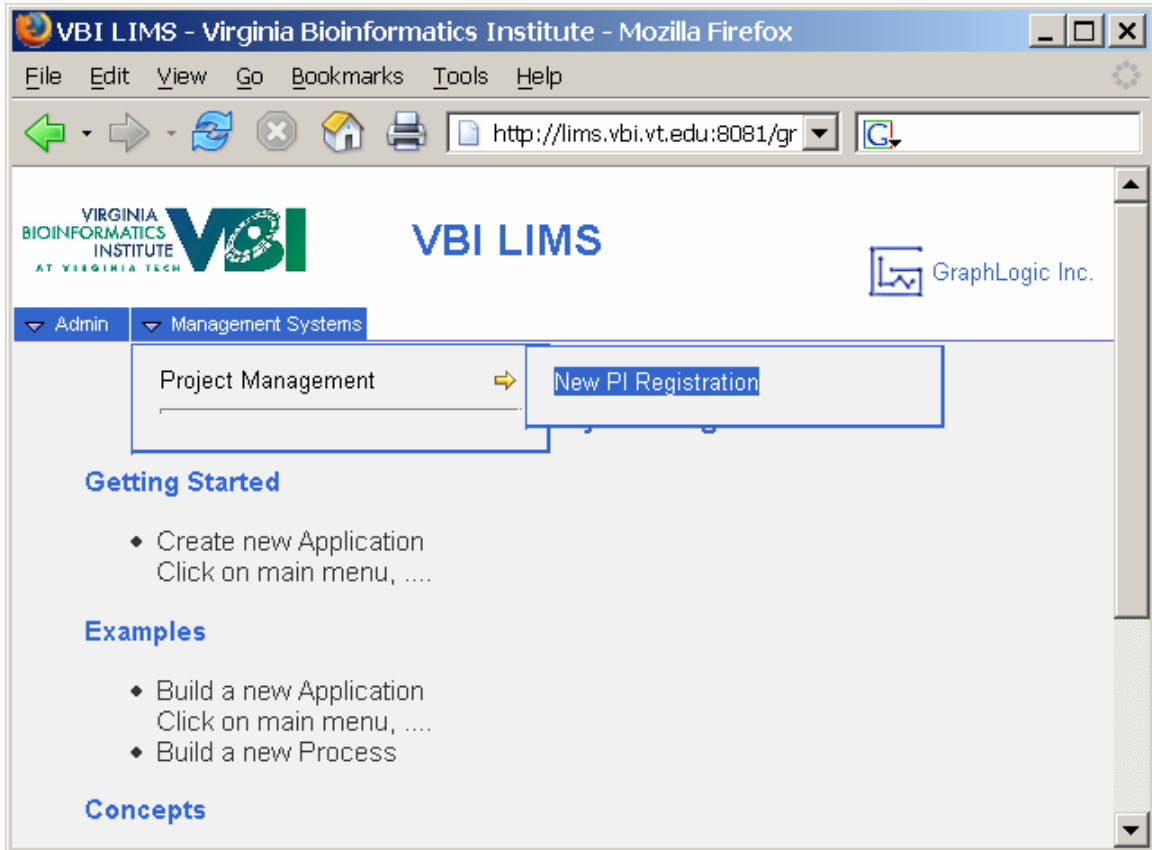 VBI LIMS - Virginia Bioinformatics Institute - Mozilla Firefox
File Edit View Go Bookmarks Tools Help
http://lims.vbi.vt.edu:8081/gr
G
VIRGINIA
BIOINFORMATICS
INSTITUTE
AT VIRGINIA TECH
VBI
VBI LIMS
GraphLogic Inc.
Admin Management Systems
Project Management New PI Registration
Getting Started
• Create new Application
Click on main menu, ....
Examples
• Build a new Application
Click on main menu, ....
• Build a new Process
Concepts